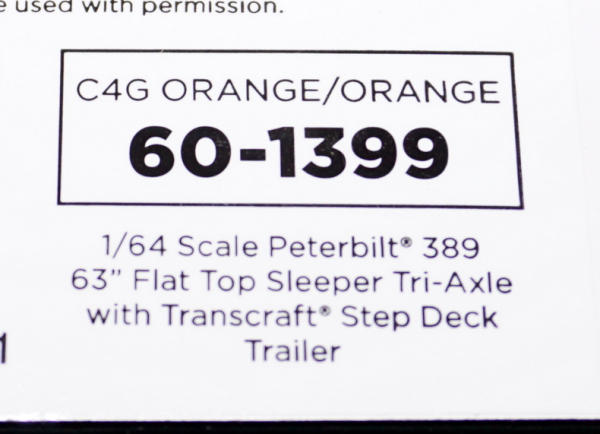 used with permission.
C4G ORANGE/ORANGE
60-1399
1/64 Scale Peterbilt® 389
63” Flat Top Sleeper Tri-Axle
with Transcraft® Step Deck
Trailer
1